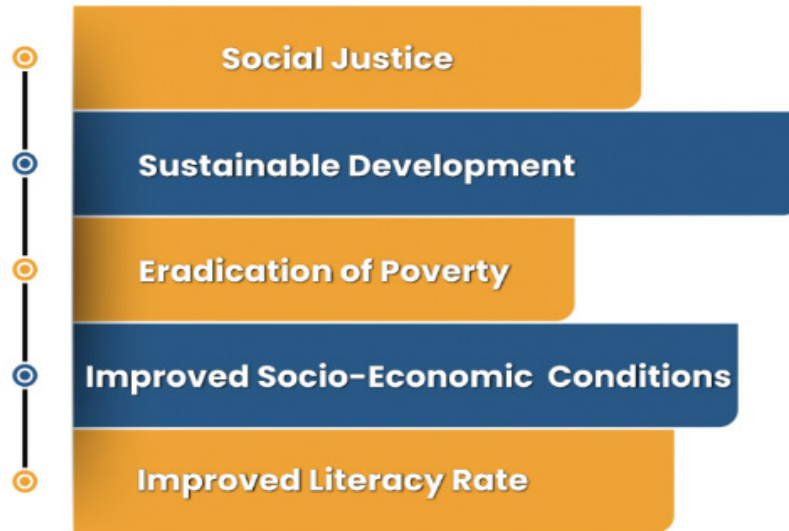 Social Justice
Sustainable Development
Eradication of Poverty
Improved Socio-Economic Conditions
Improved Literacy Rate